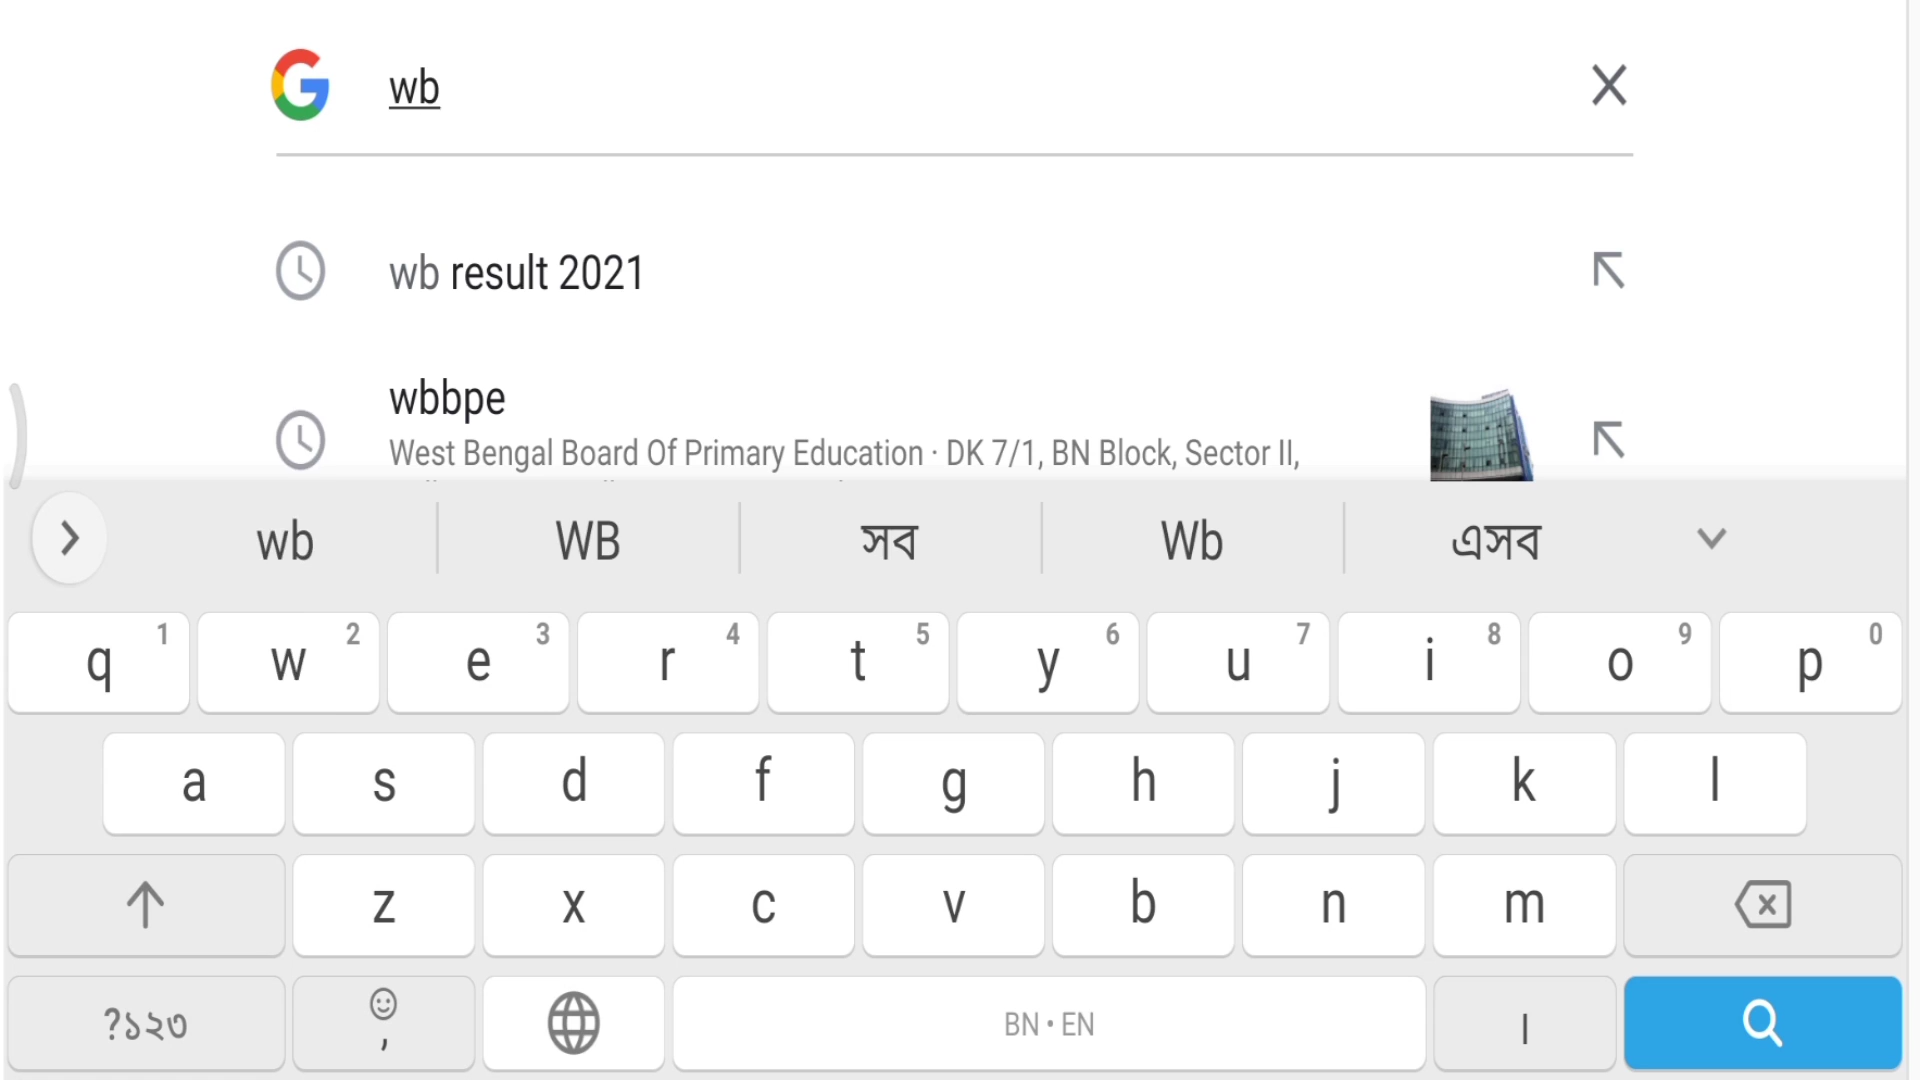 wb
wb result 2021
wbbpe
West Bengal Board Of Primary Education · DK 7/1, BN Block, Sector II,
wb WB সব Wb এসব
q 1 w 2 e 3 r 4 t 5 y 6 u 7 i 8 o 9 p 0
a s d f g h j k l
z x c v b n m
?১২৩ , BN • EN ।